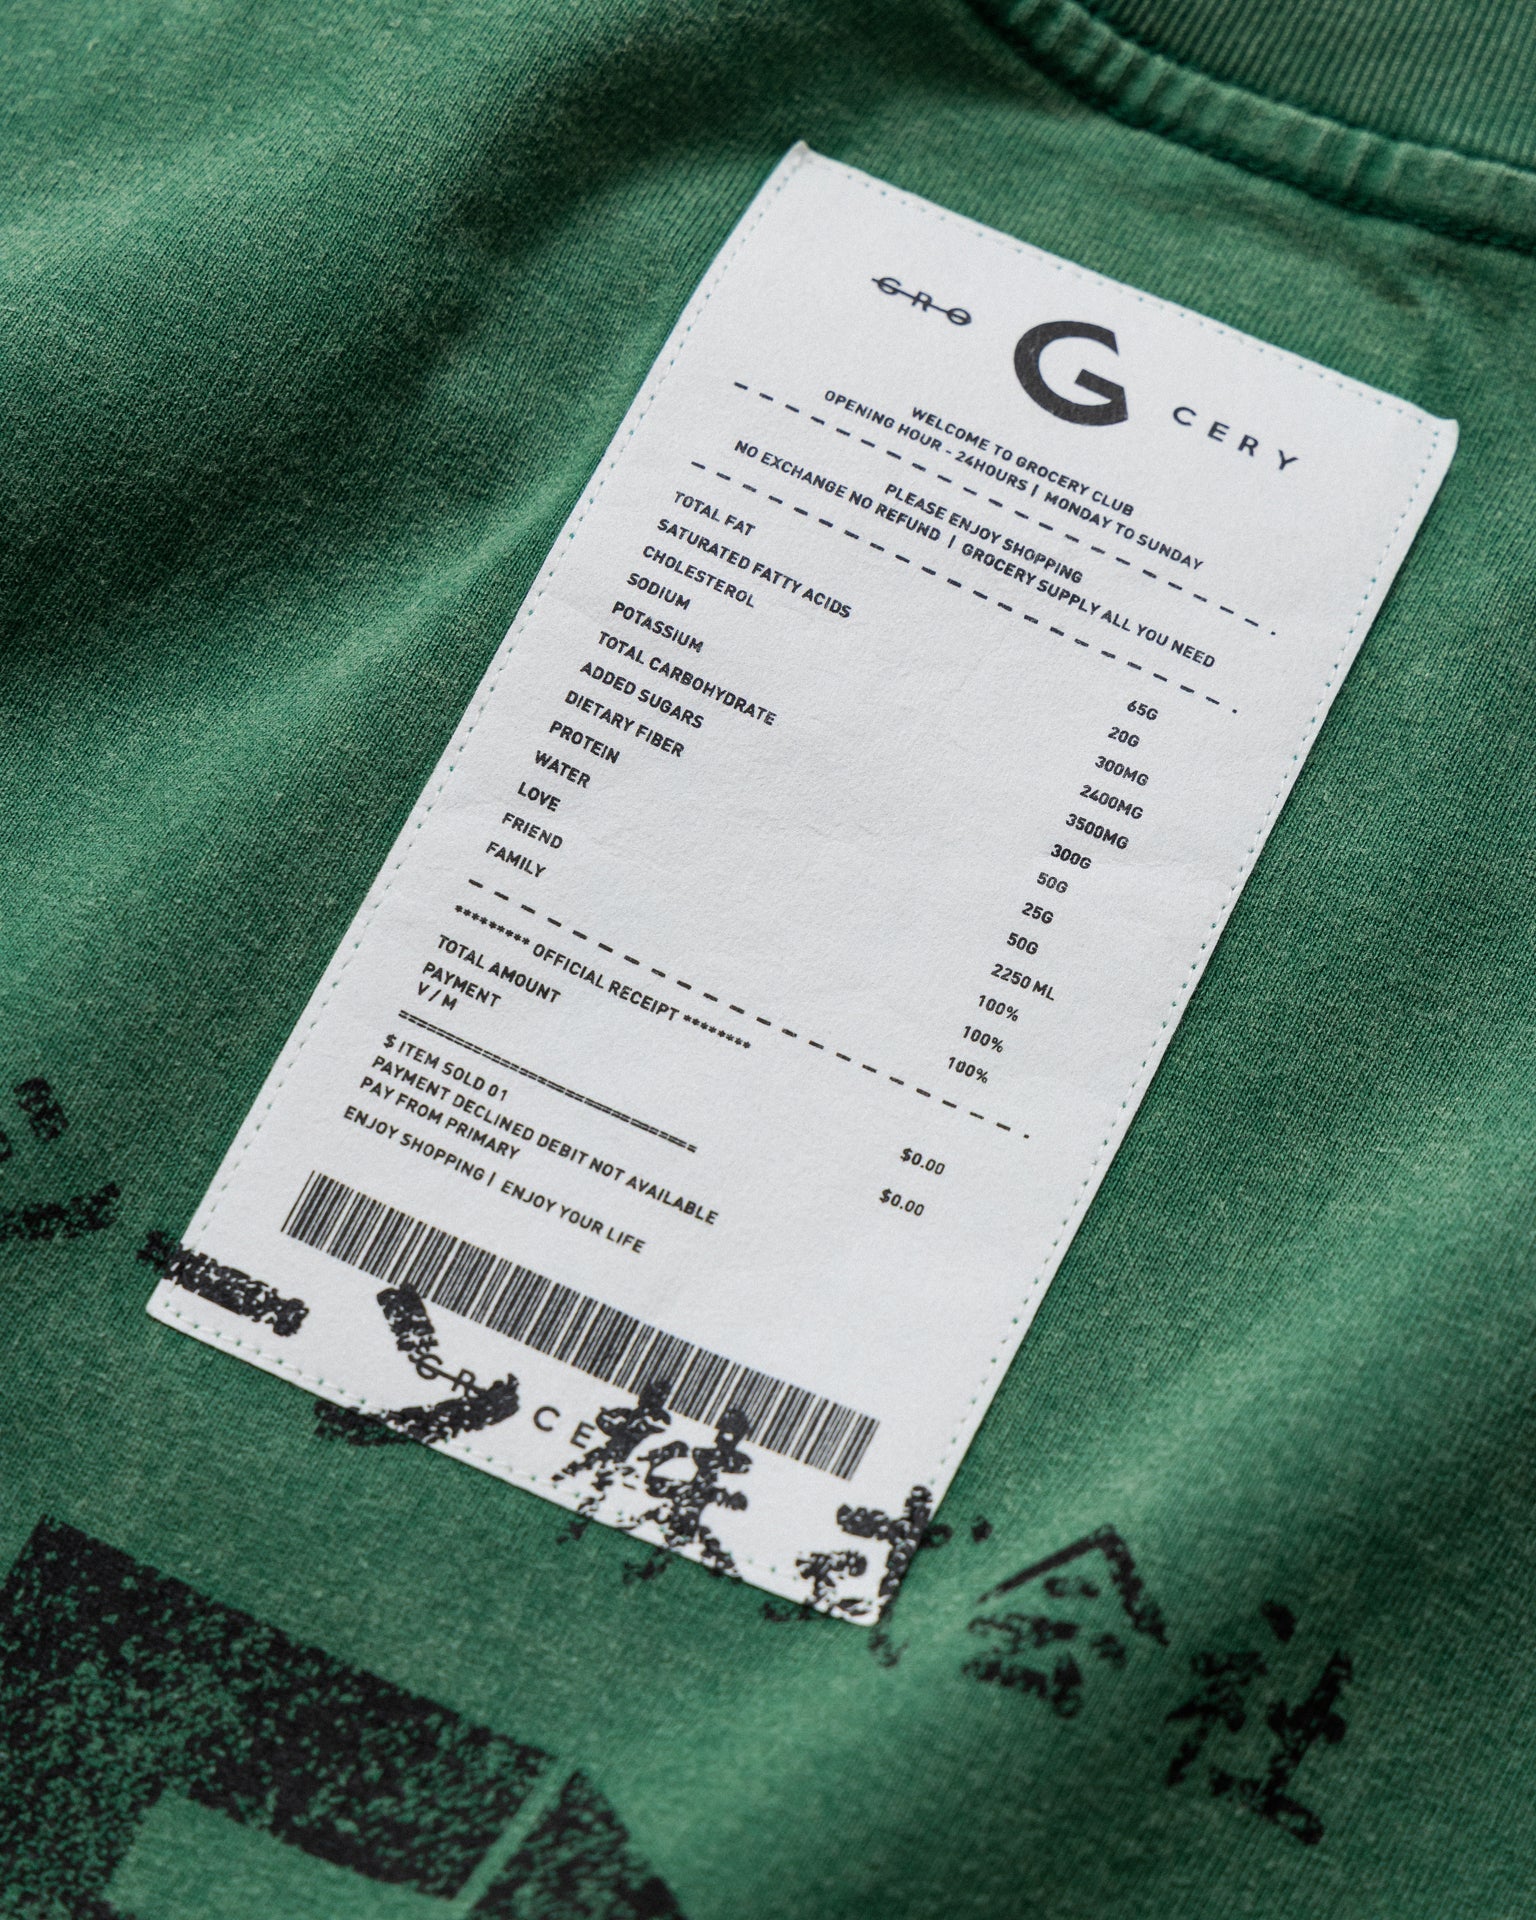 GRO G CERY
WELCOME TO GROCERY CLUB
OPENING HOUR - 24HOURS | MONDAY TO SUNDAY
PLEASE ENJOY SHOPPING
NO EXCHANGE NO REFUND | GROCERY SUPPLY ALL YOU NEED
TOTAL FAT 65G
SATURATED FATTY ACIDS 20G
CHOLESTEROL 300MG
SODIUM 2400MG
POTASSIUM 3500MG
TOTAL CARBOHYDRATE 300G
ADDED SUGARS 50G
DIETARY FIBER 25G
PROTEIN 50G
WATER 2250 ML
LOVE 100%
FRIEND 100%
FAMILY 100%
********* OFFICIAL RECEIPT ********
TOTAL AMOUNT $0.00
PAYMENT $0.00
V / M
$ ITEM SOLD 01
PAYMENT DECLINED DEBIT NOT AVAILABLE
PAY FROM PRIMARY
ENJOY SHOPPING | ENJOY YOUR LIFE